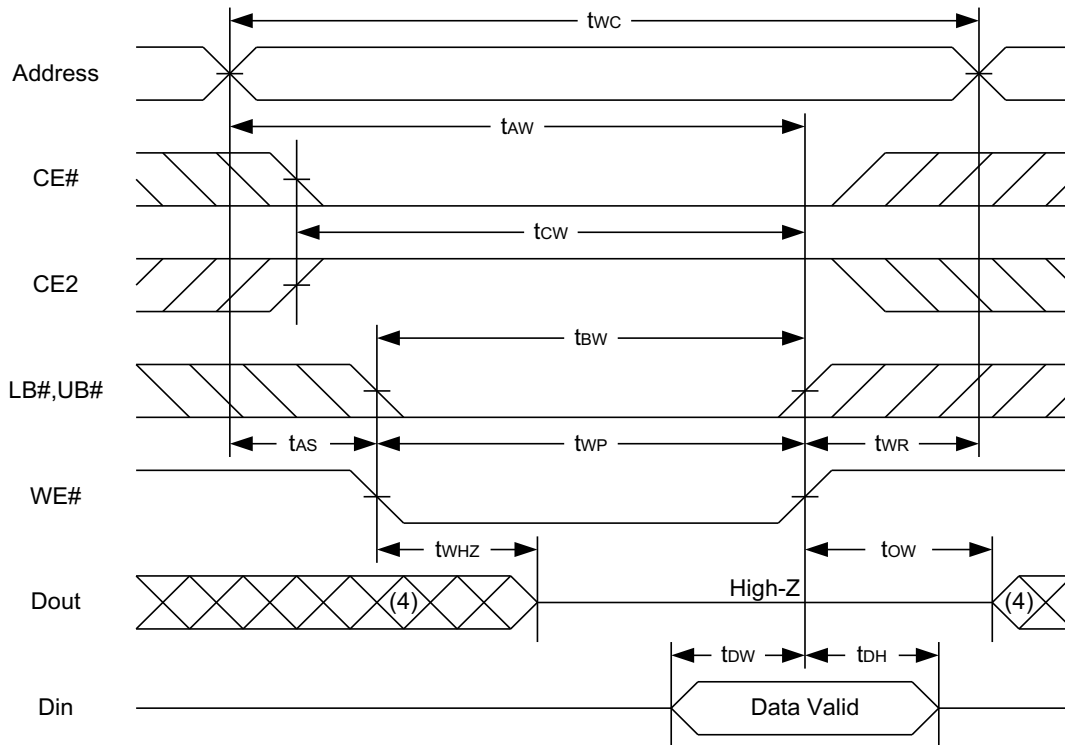 tWC
Address
tAW
CE#
tCW
CE2
tBW
LB#,UB#
tAS
tWP
tWR
WE#
tWHZ
tOW
High-Z
Dout
(4)
(4)
tDW
tDH
Din
Data Valid